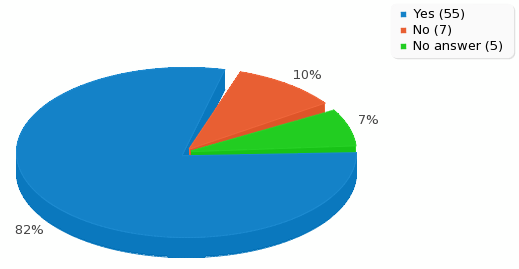 Yes (55)
No (7)
No answer (5)
10%
7%
82%